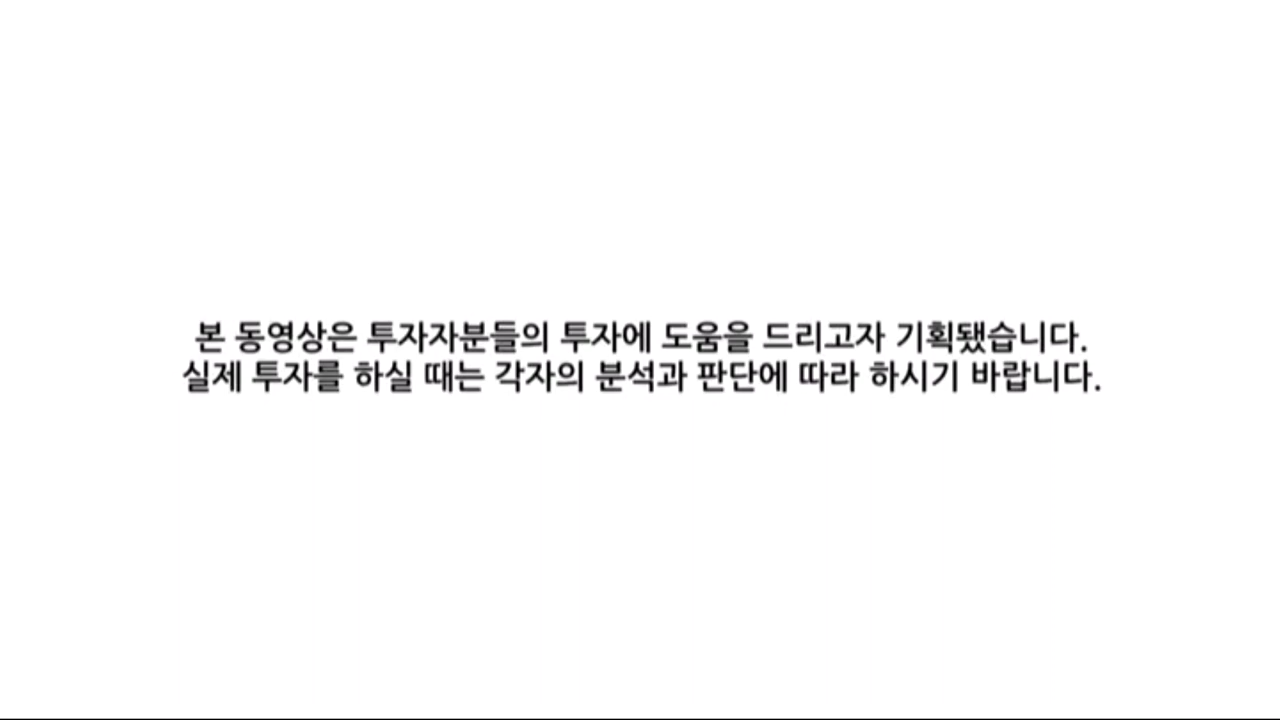 본 동영상은 투자자분들의 투자에 도움을 드리고자 기획됐습니다.
실제 투자를 하실 때는 각자의 분석과 판단에 따라 하시기 바랍니다.